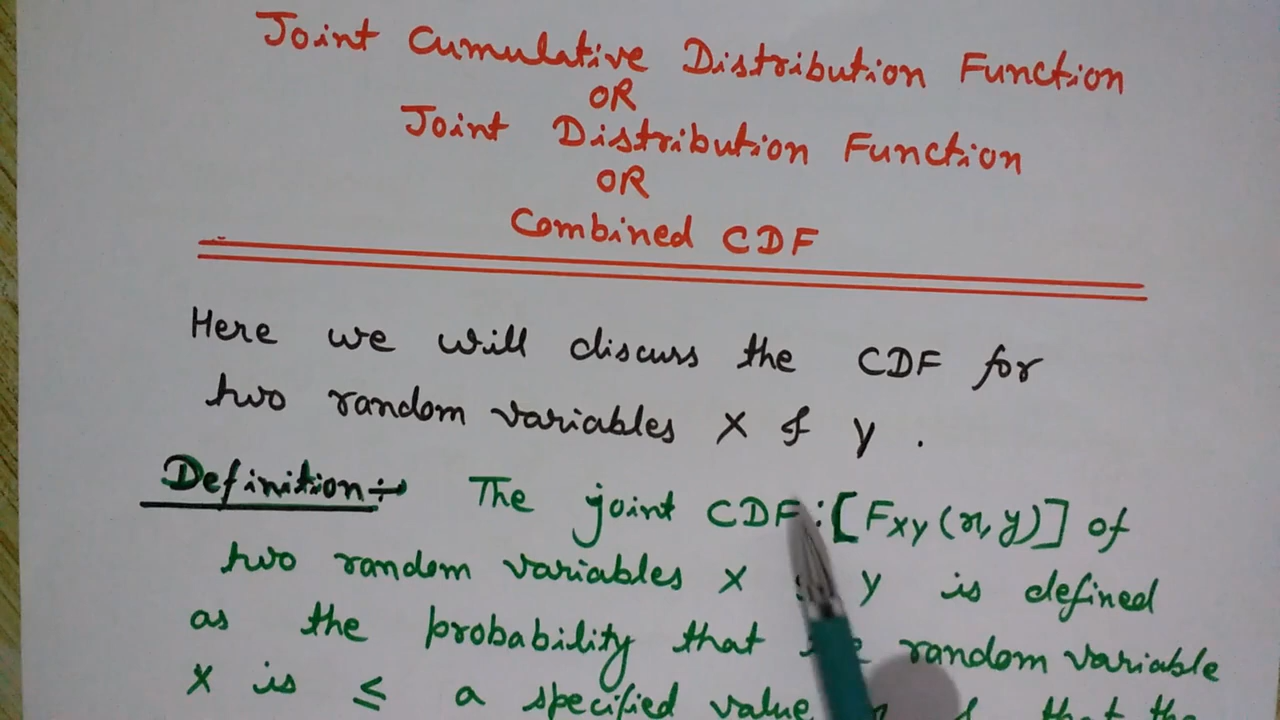 Joint Cumulative Distribution Function
OR
Joint Distribution Function
OR
Combined CDF
Here we will discuss the CDF for
two random variables X & Y .
Definition :→ The joint CDF : [FXY (x, y)] of
two random variables X Y is defined
as the probability that random variable
X is ≤ a specified value that the